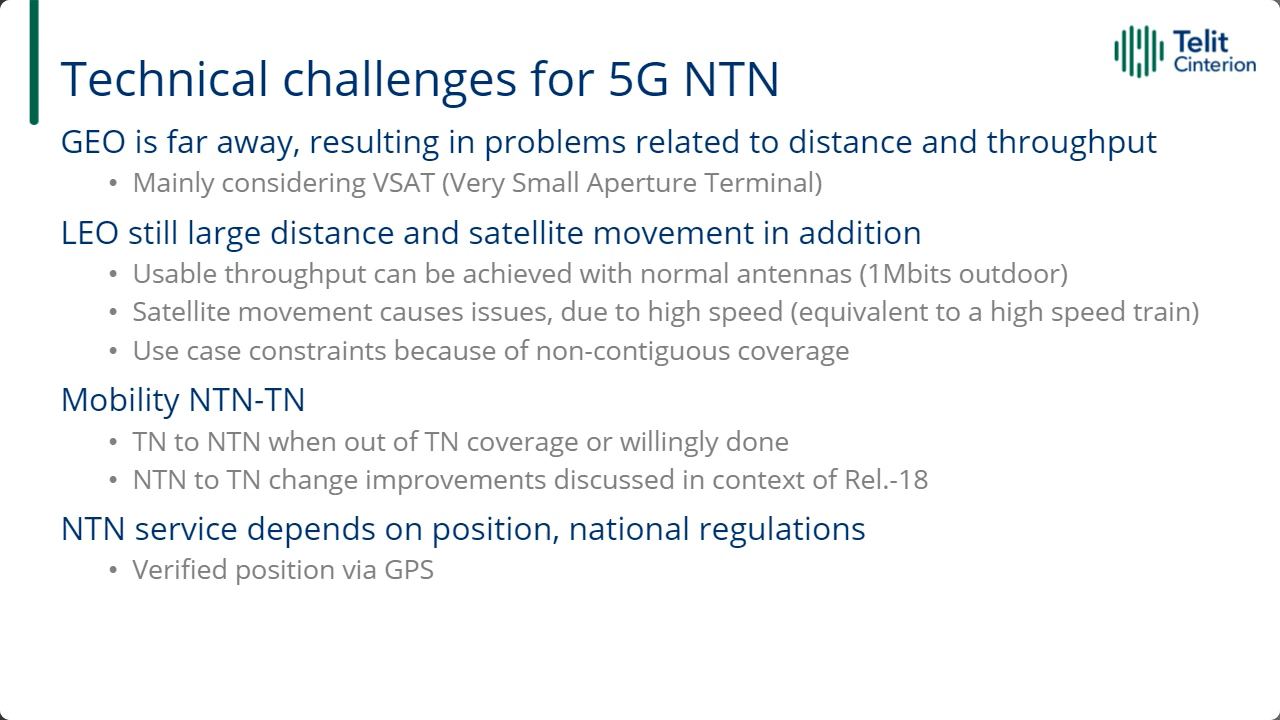 Telit
Cinterion
Technical challenges for 5G NTN
GEO is far away, resulting in problems related to distance and throughput
• Mainly considering VSAT (Very Small Aperture Terminal)
LEO still large distance and satellite movement in addition
• Usable throughput can be achieved with normal antennas (1Mbits outdoor)
• Satellite movement causes issues, due to high speed (equivalent to a high speed train)
• Use case constraints because of non-contiguous coverage
Mobility NTN-TN
• TN to NTN when out of TN coverage or willingly done
• NTN to TN change improvements discussed in context of Rel.-18
NTN service depends on position, national regulations
• Verified position via GPS